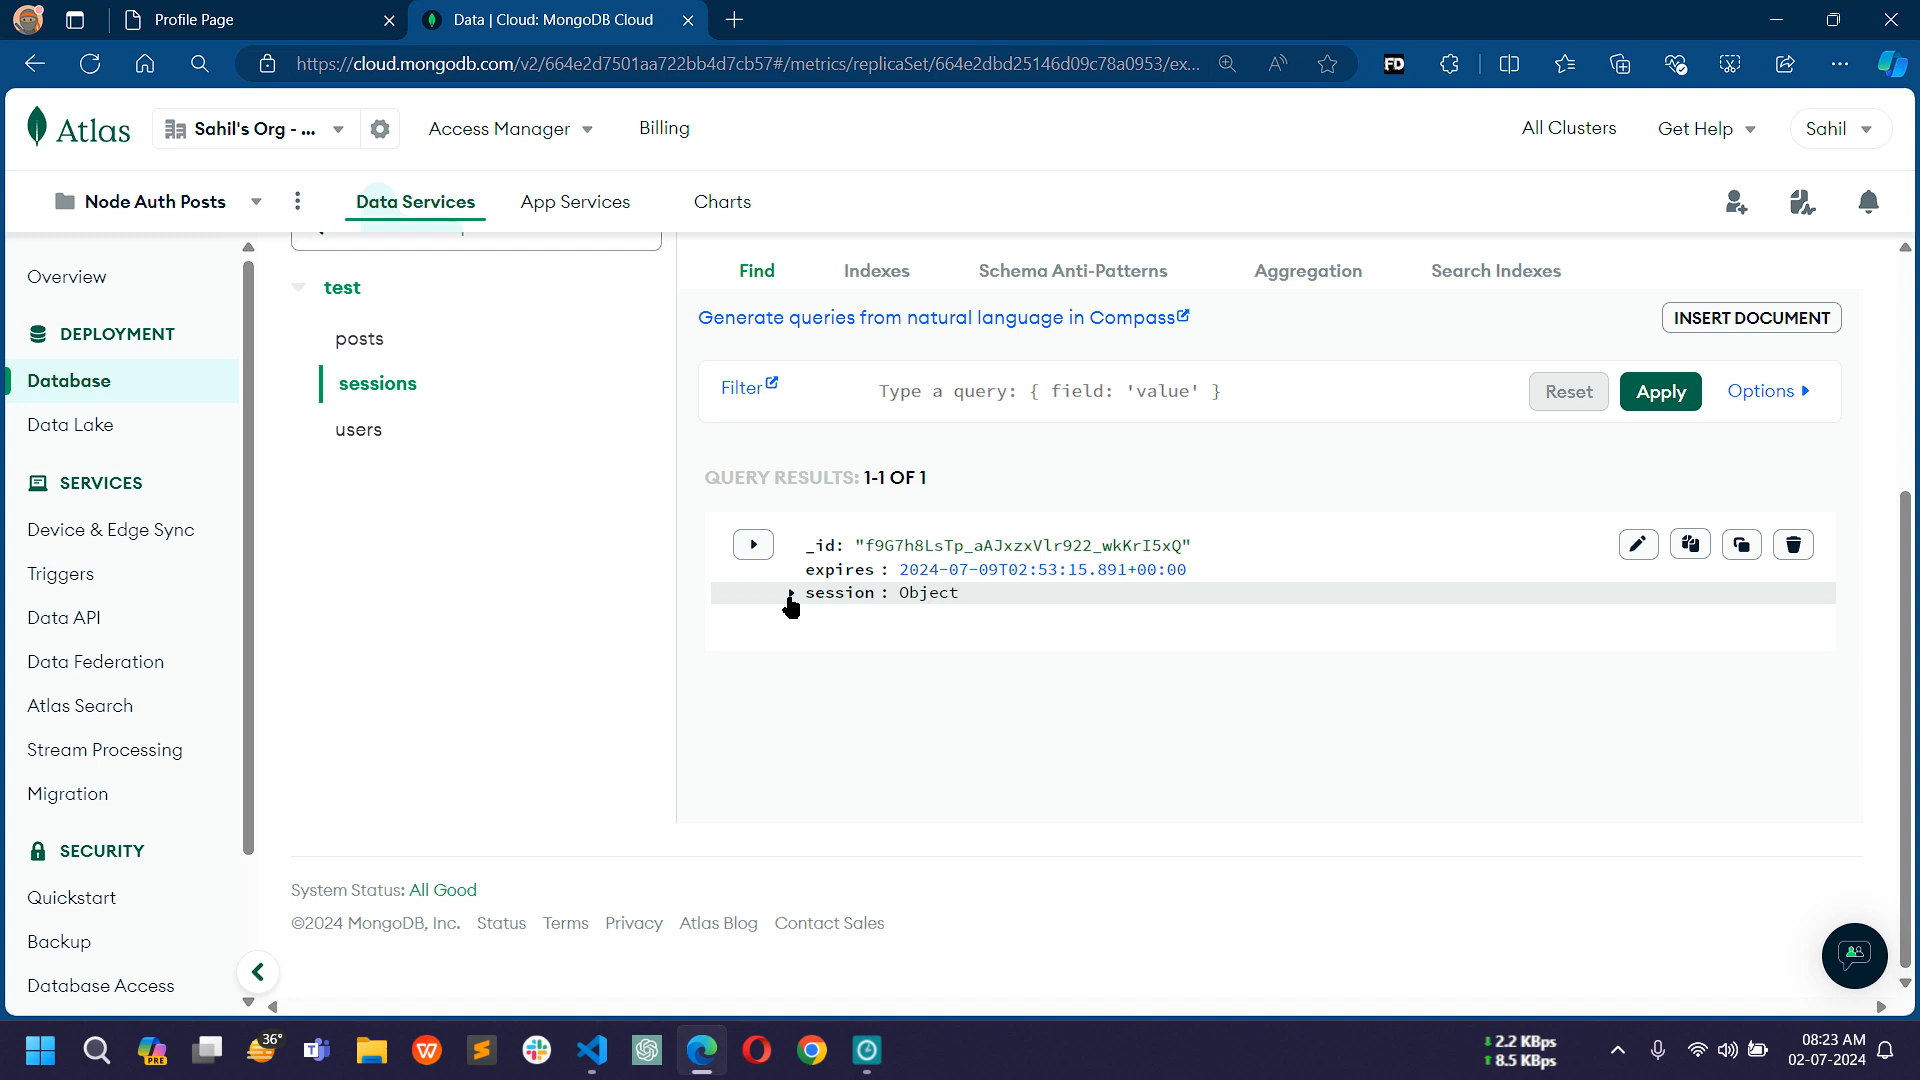 Profile Page
Data | Cloud: MongoDB Cloud
https://cloud.mongodb.com/v2/664e2d7501aa722bb4d7cb57#/metrics/replicaSet/664e2dbd25146d09c78a0953/ex...
FD
Atlas
Sahil's Org - ...
Access Manager
Billing
All Clusters
Get Help
Sahil
Node Auth Posts
Data Services
App Services
Charts
Overview
DEPLOYMENT
Database
Data Lake
SERVICES
Device & Edge Sync
Triggers
Data API
Data Federation
Atlas Search
Stream Processing
Migration
SECURITY
Quickstart
Backup
Database Access
test
posts
sessions
users
Find
Indexes
Schema Anti-Patterns
Aggregation
Search Indexes
Generate queries from natural language in Compass
INSERT DOCUMENT
Filter
Type a query: { field: 'value' }
Reset
Apply
Options
QUERY RESULTS: 1-1 OF 1
_id: "f9G7h8LsTp_aAJxzxVlr922_wkKrI5xQ"
expires : 2024-07-09T02:53:15.891+00:00
session : Object
System Status: All Good
©2024 MongoDB, Inc.
Status
Terms
Privacy
Atlas Blog
Contact Sales
PRE
36°
2.2 KBps
8.5 KBps
08:23 AM
02-07-2024